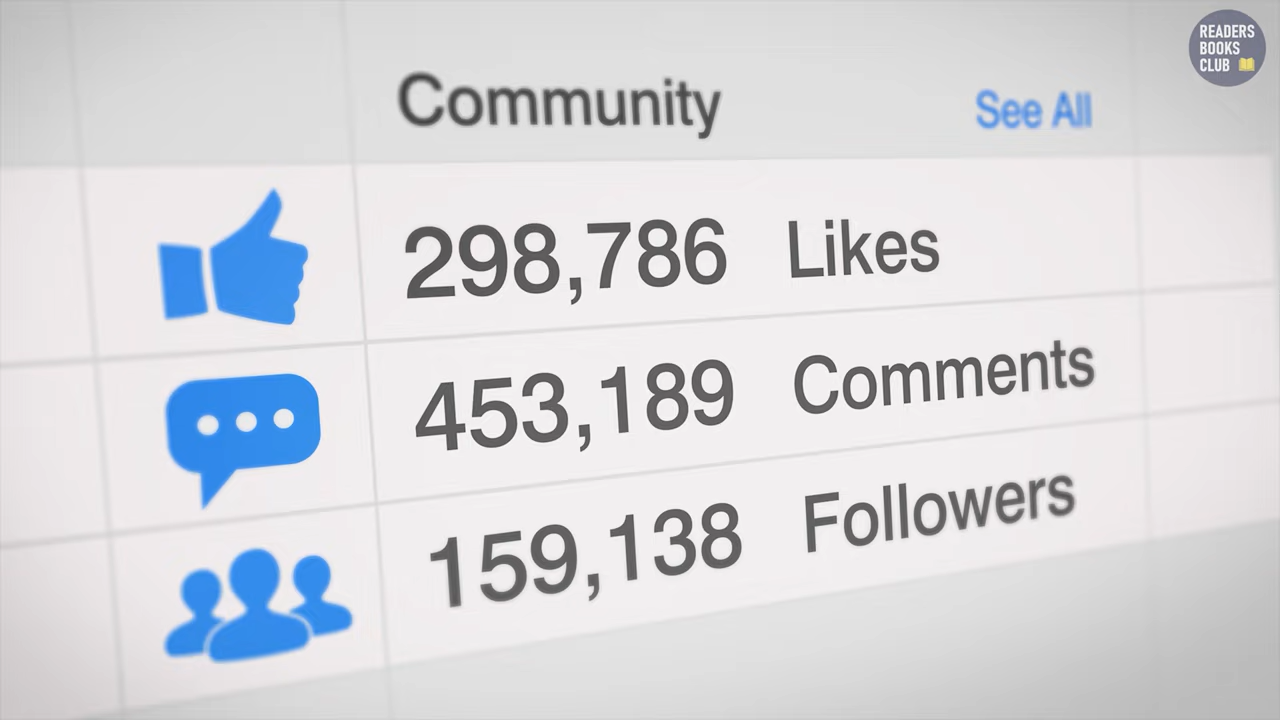 READERS
BOOKS
CLUB
Community See All
298,786 Likes
453,189 Comments
159,138 Followers